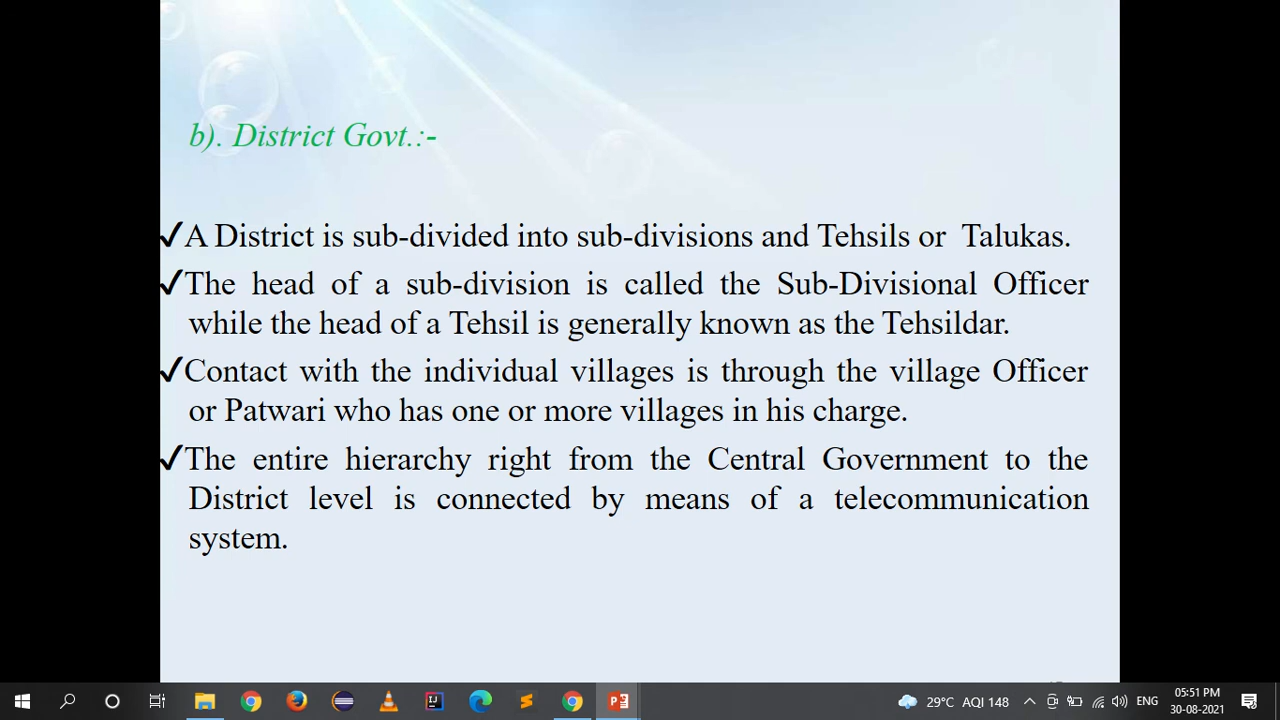 b). District Govt.:-
✓A District is sub-divided into sub-divisions and Tehsils or Talukas.
✓The head of a sub-division is called the Sub-Divisional Officer
while the head of a Tehsil is generally known as the Tehsildar.
✓Contact with the individual villages is through the village Officer
or Patwari who has one or more villages in his charge.
✓The entire hierarchy right from the Central Government to the
District level is connected by means of a telecommunication
system.
29°C AQI 148
ENG
05:51 PM
30-08-2021